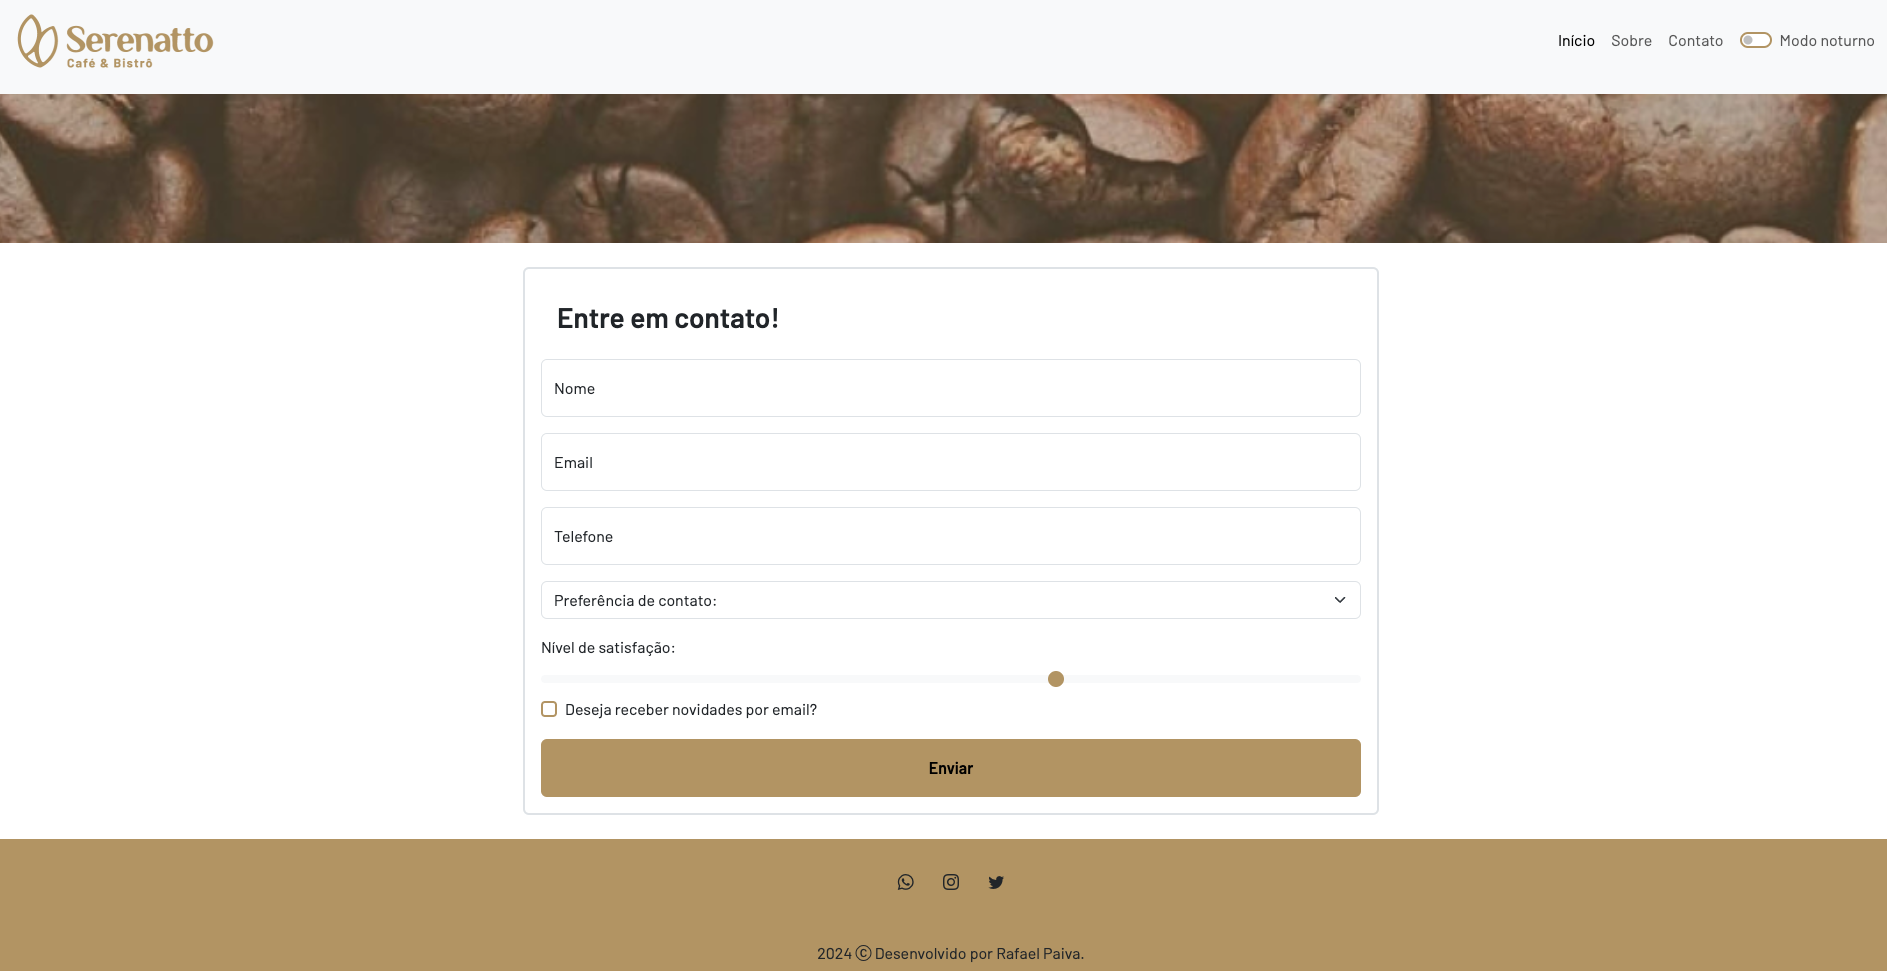 Serenatto
Café & Bistrô
Início Sobre Contato Modo noturno
Entre em contato!
Nome
Email
Telefone
Preferência de contato:
Nível de satisfação:
Deseja receber novidades por email?
Enviar
2024 © Desenvolvido por Rafael Paiva.